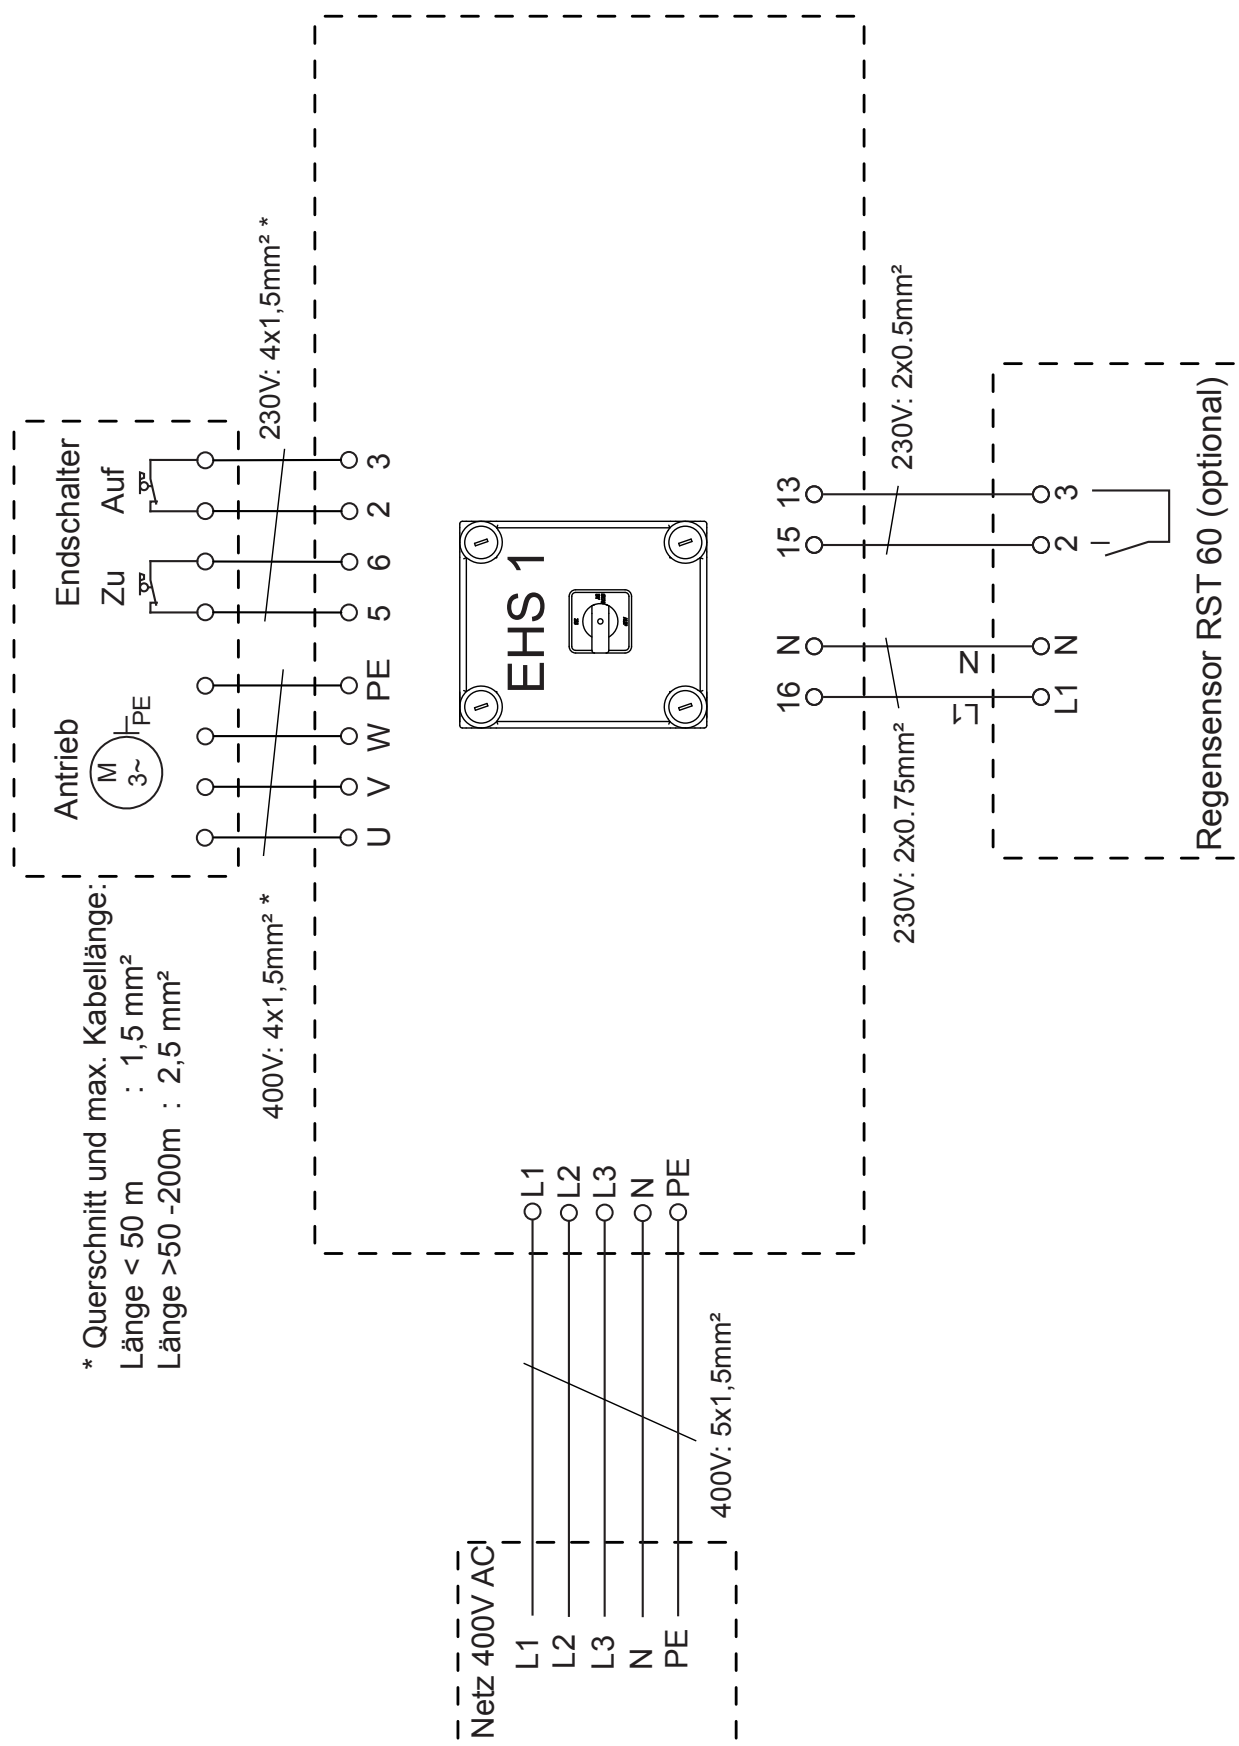 * Querschnitt und max. Kabellänge:
Länge < 50 m : 1,5 mm²
Länge >50 -200m : 2,5 mm²
Antrieb
M
3~
PE
Endschalter
Zu
Auf
400V: 4x1,5mm² *
230V: 4x1,5mm² *
U V W PE 5 6 2 3
Netz 400V AC
L1 L1
L2 L2
L3 L3
N N
PE PE
400V: 5x1,5mm²
EHS 1
16 N 15 13
230V: 2x0.75mm²
230V: 2x0.5mm²
L1 N
L1 N 2 3
Regensensor RST 60 (optional)